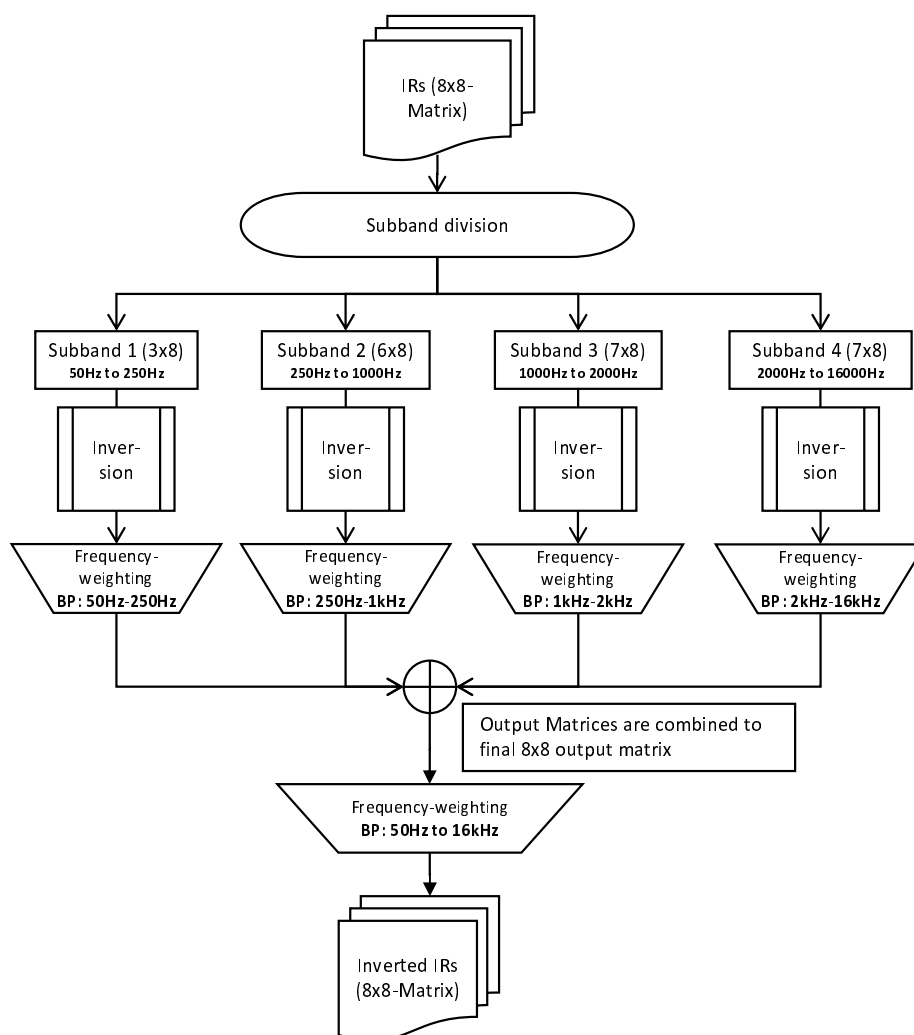 IRs (8x8-
Matrix)
Subband division
Subband 1 (3x8)
50Hz to 250Hz
Subband 2 (6x8)
250Hz to 1000Hz
Subband 3 (7x8)
1000Hz to 2000Hz
Subband 4 (7x8)
2000Hz to 16000Hz
Inver-
sion
Inver-
sion
Inver-
sion
Inver-
sion
Frequency-
weighting
BP: 50Hz-250Hz
Frequency-
weighting
BP: 250Hz-1kHz
Frequency-
weighting
BP: 1kHz-2kHz
Frequency-
weighting
BP: 2kHz-16kHz
Output Matrices are combined to
final 8x8 output matrix
Frequency-weighting
BP: 50Hz to 16kHz
Inverted IRs
(8x8-Matrix)